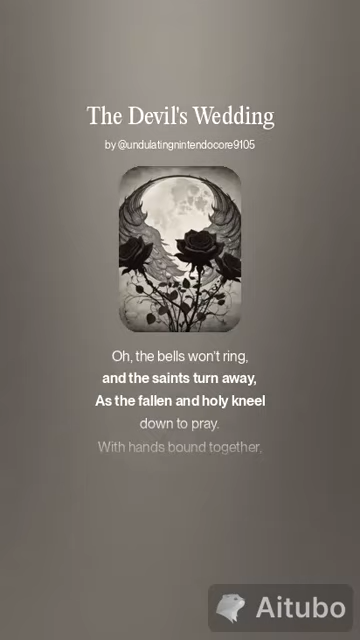 The Devil's Wedding
by @undulatingnintendocore9105
Oh, the bells won't ring,
and the saints turn away,
As the fallen and holy kneel
down to pray.
With hands bound together,
Aitubo